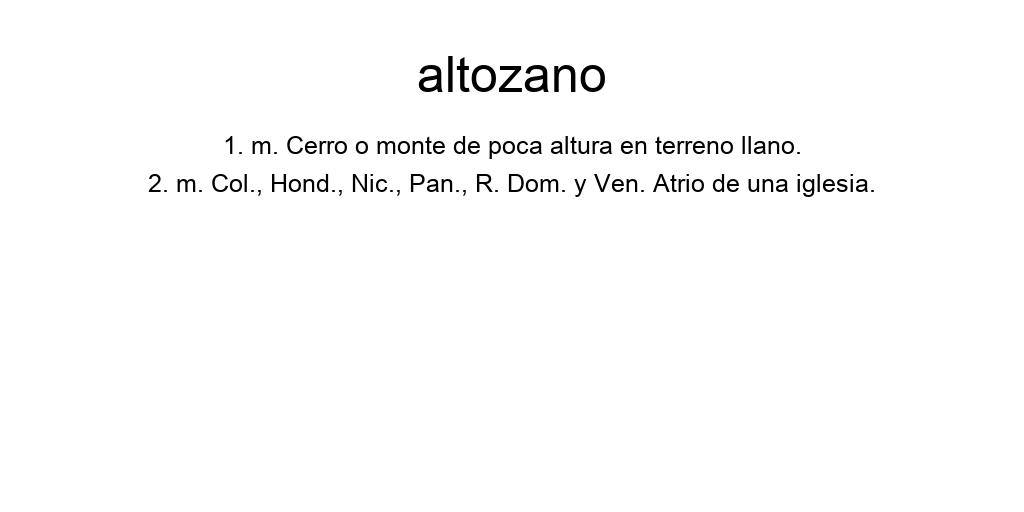 altozano
1. m. Cerro o monte de poca altura en terreno llano.
2. m. Col., Hond., Nic., Pan., R. Dom. y Ven. Atrio de una iglesia.